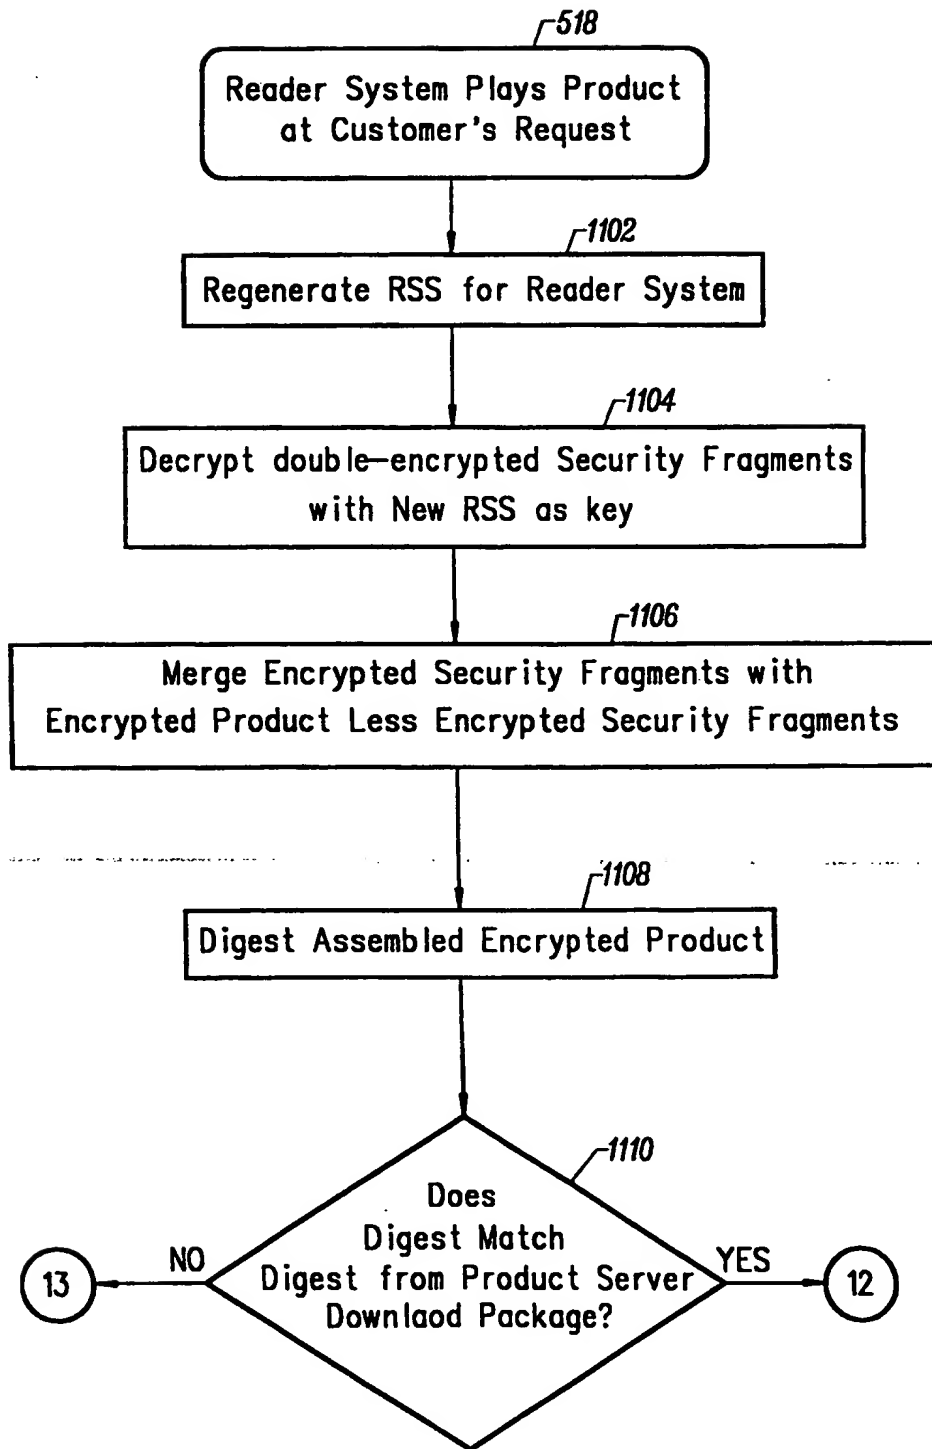 518
Reader System Plays Product
at Customer's Request
1102
Regenerate RSS for Reader System
1104
Decrypt double-encrypted Security Fragments
with New RSS as key
1106
Merge Encrypted Security Fragments with
Encrypted Product Less Encrypted Security Fragments
1108
Digest Assembled Encrypted Product
1110
Does
Digest Match
Digest from Product Server
Downlaod Package?
NO
YES
13
12